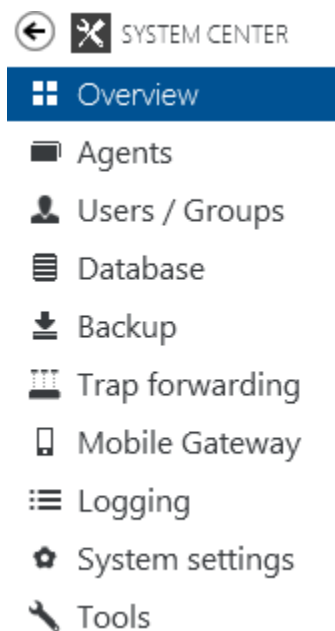 SYSTEM CENTER
Overview
Agents
Users / Groups
Database
Backup
Trap forwarding
Mobile Gateway
Logging
System settings
Tools